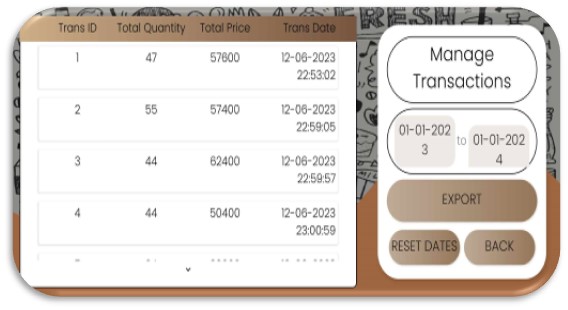 FRESH
Trans ID Total Quantity Total Price Trans Date
1 47 57600 12-06-2023
22:53:02
2 55 57400 12-06-2023
22:59:05
3 44 62400 12-06-2023
22:59:57
4 44 50400 12-06-2023
23:00:59
Manage
Transactions
01-01-202
3
to
01-01-202
4
EXPORT
RESET DATES
BACK